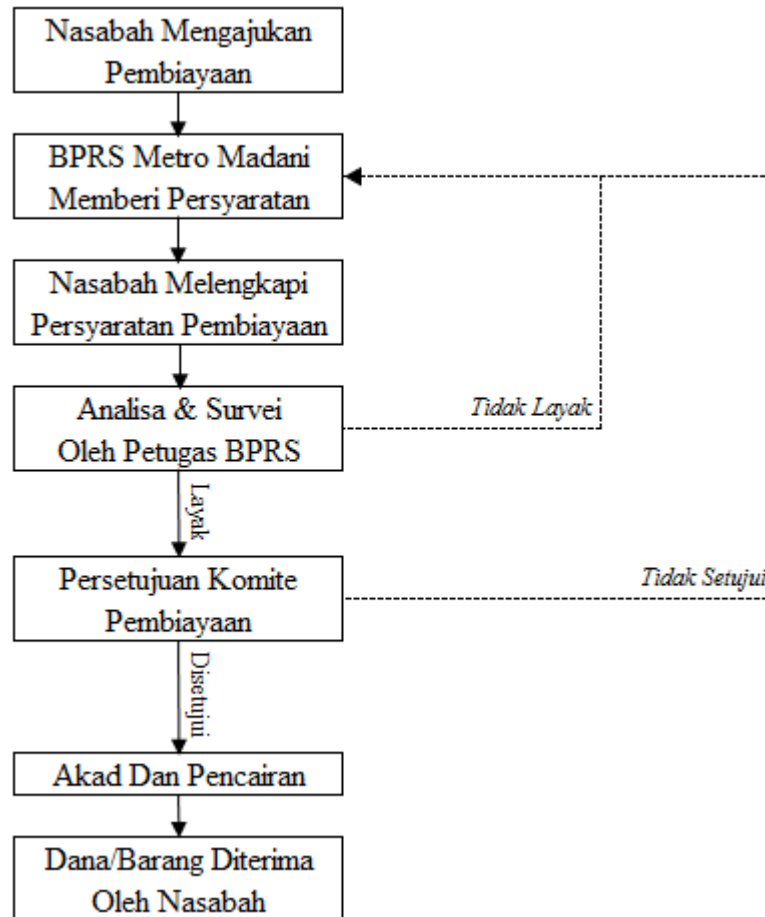 Nasabah Mengajukan
Pembiayaan
BPRS Metro Madani
Memberi Persyaratan
Nasabah Melengkapi
Persyaratan Pembiayaan
Analisa & Survei
Oleh Petugas BPRS
Tidak Layak
Layak
Persetujuan Komite
Pembiayaan
Tidak Setujui
Disetujui
Akad Dan Pencairan
Dana/Barang Diterima
Oleh Nasabah